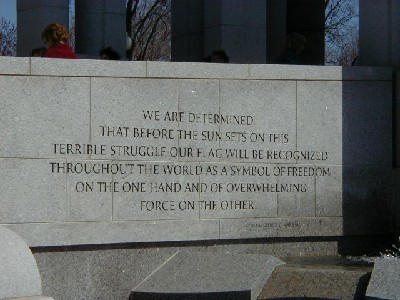 WE ARE DETERMINED
THAT BEFORE THE SUN SETS ON THIS
TERRIBLE STRUGGLE OUR FLAG WILL BE RECOGNIZED
THROUGHOUT THE WORLD AS A SYMBOL OF FREEDOM
ON THE ONE HAND AND OF OVERWHELMING
FORCE ON THE OTHER